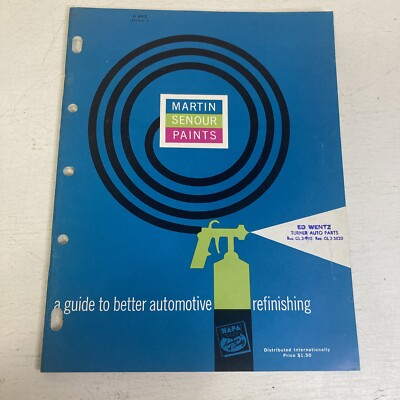 MARTIN
SENOUR
PAINTS
ED WENTZ
TURNER AUTO PARTS
a guide to better automotive refinishing
NAPA
Distributed Internationally
Price $1.50